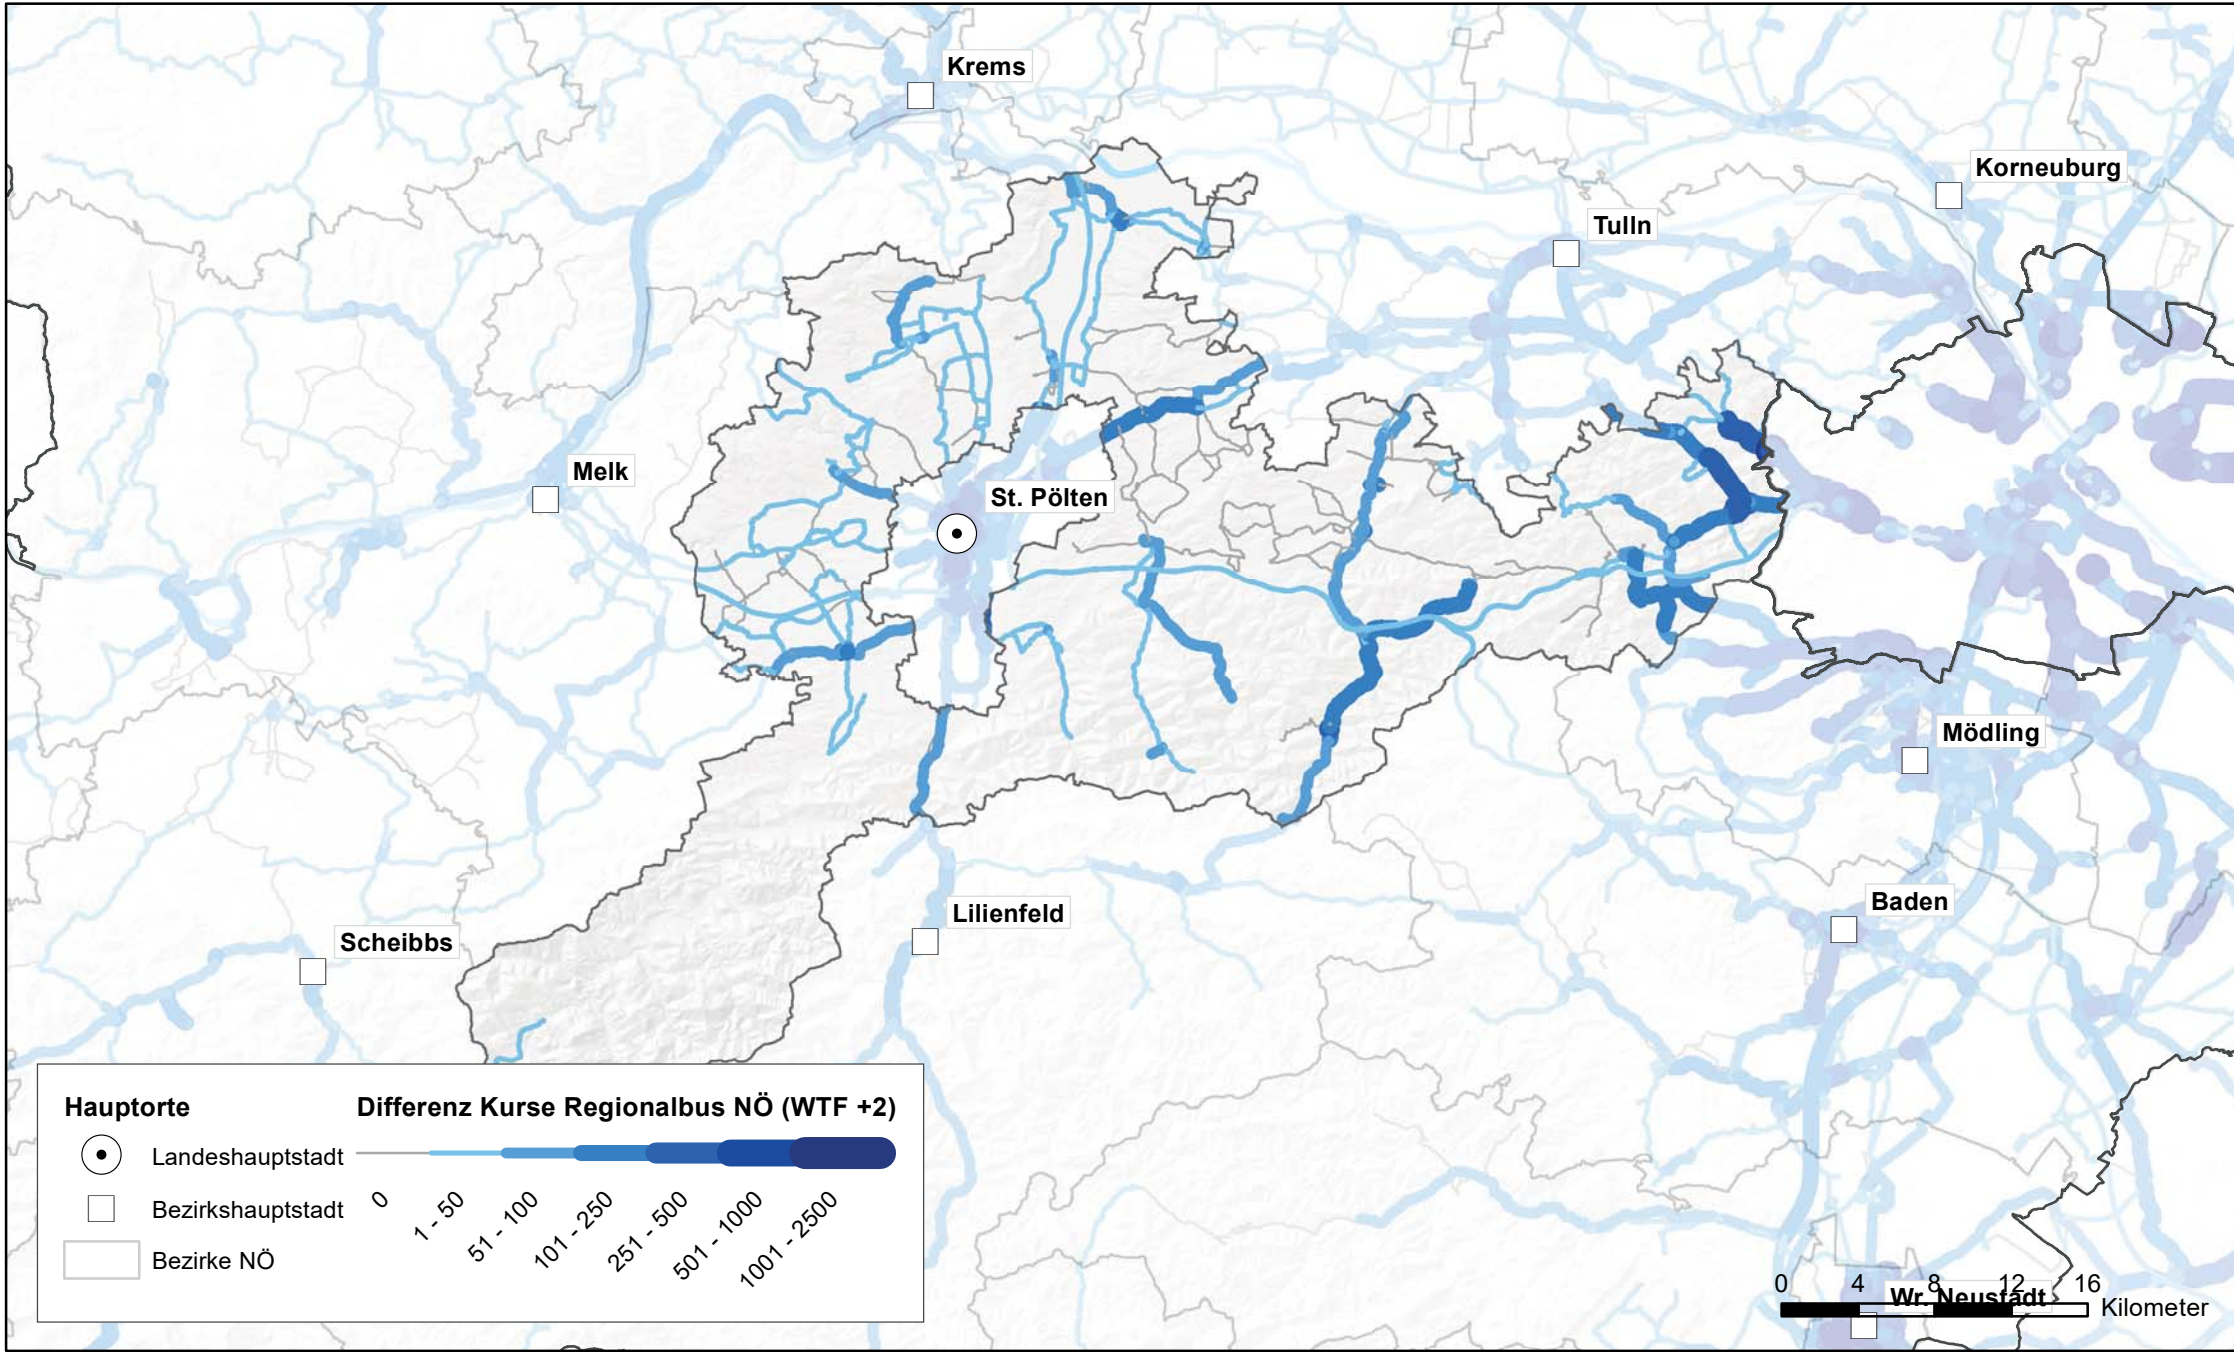 Krems
Korneuburg
Tulln
Melk
St. Pölten
Mödling
Baden
Lilienfeld
Scheibbs
Hauptorte
Landeshauptstadt
Bezirkshauptstadt
Bezirke NÖ
Differenz Kurse Regionalbus NÖ (WTF +2)
0
1 - 50
51 - 100
101 - 250
251 - 500
501 - 1000
1001 - 2500
0 4 8 12 16
Wr. Neustadt
Kilometer